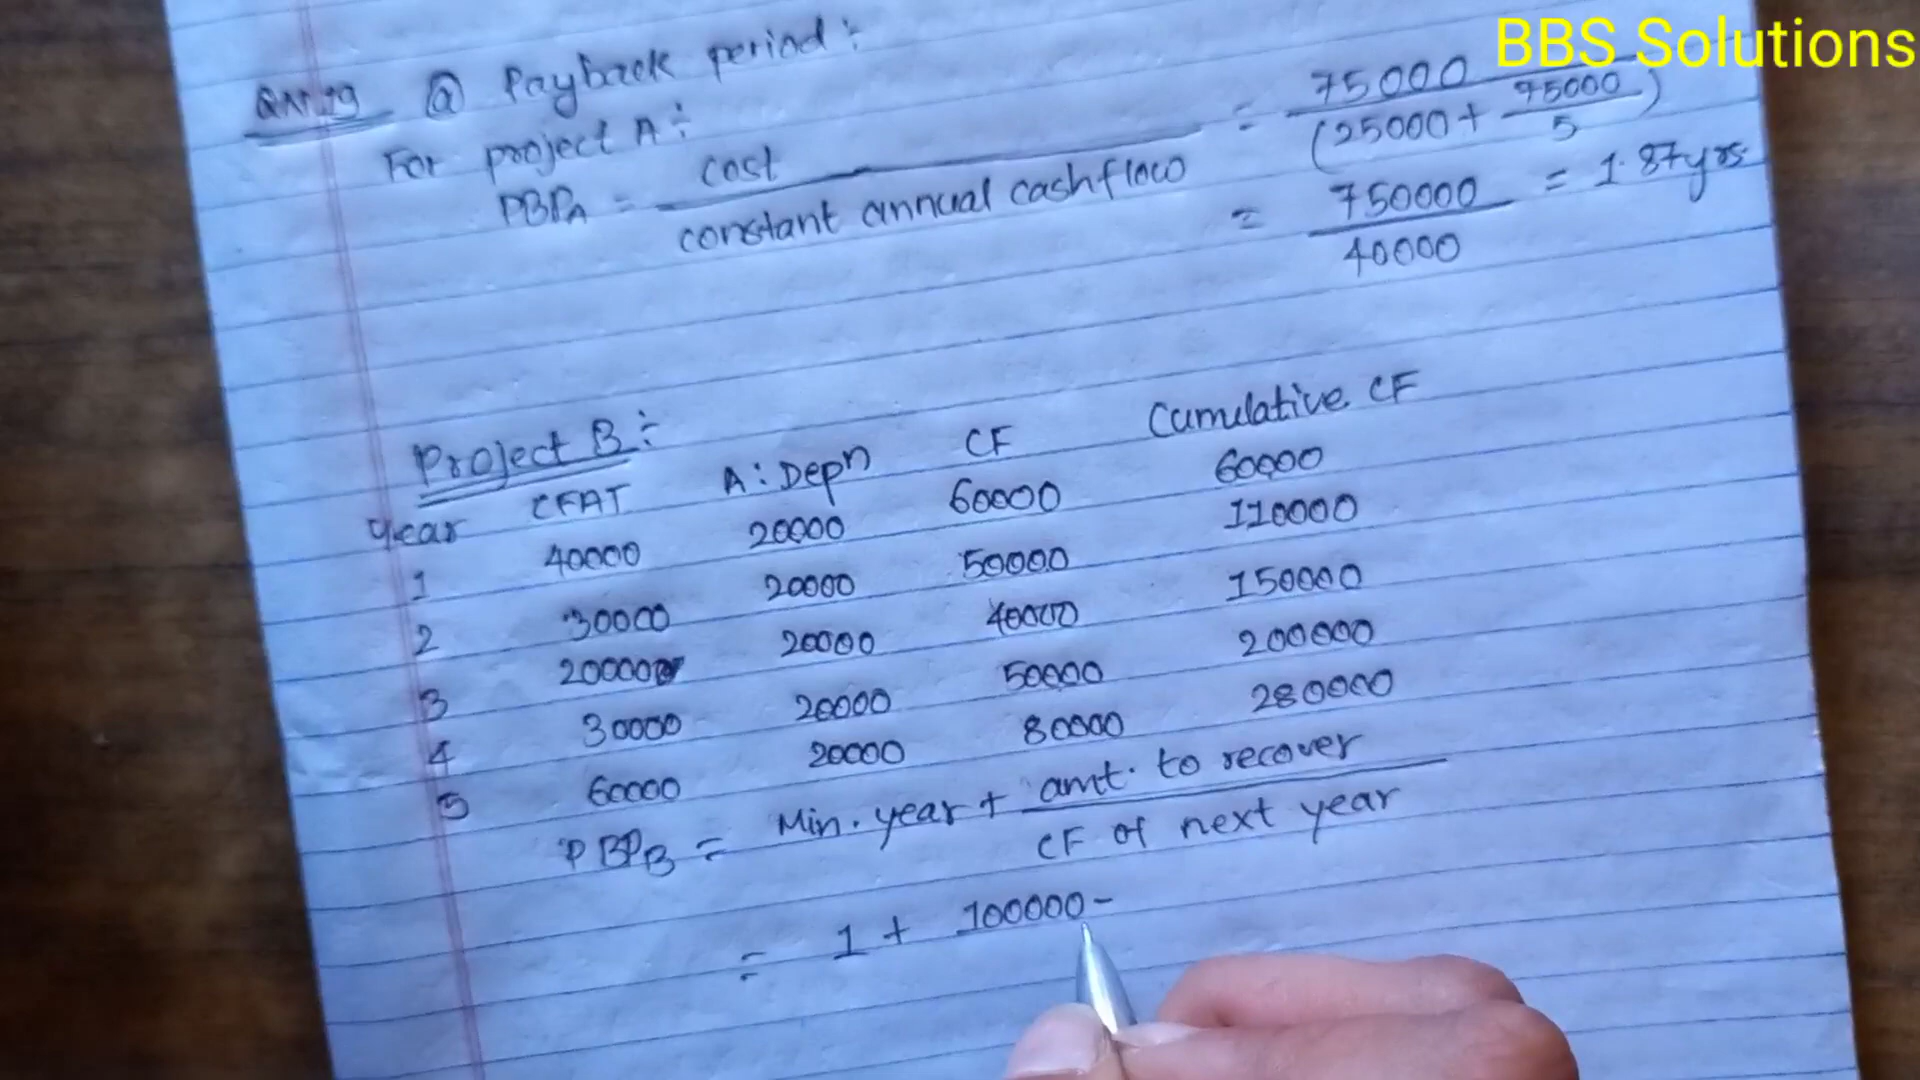 BBS Solutions
QN.19 @ Payback period :
For project A ÷
PBPA = cost / constant annual cashflow = 75000 / (25000 + 75000 / 5)
= 750000 / 40000 = 1.87yrs.
Project B ÷
year CFAT A : Depn CF Cumulative CF
1 40000 20000 60000 60000
2 30000 20000 50000 110000
3 20000 20000 40000 150000
4 30000 20000 50000 200000
5 60000 20000 80000 280000
PBPB = Min. year + amt. to recover / CF of next year
= 1 + 100000 -